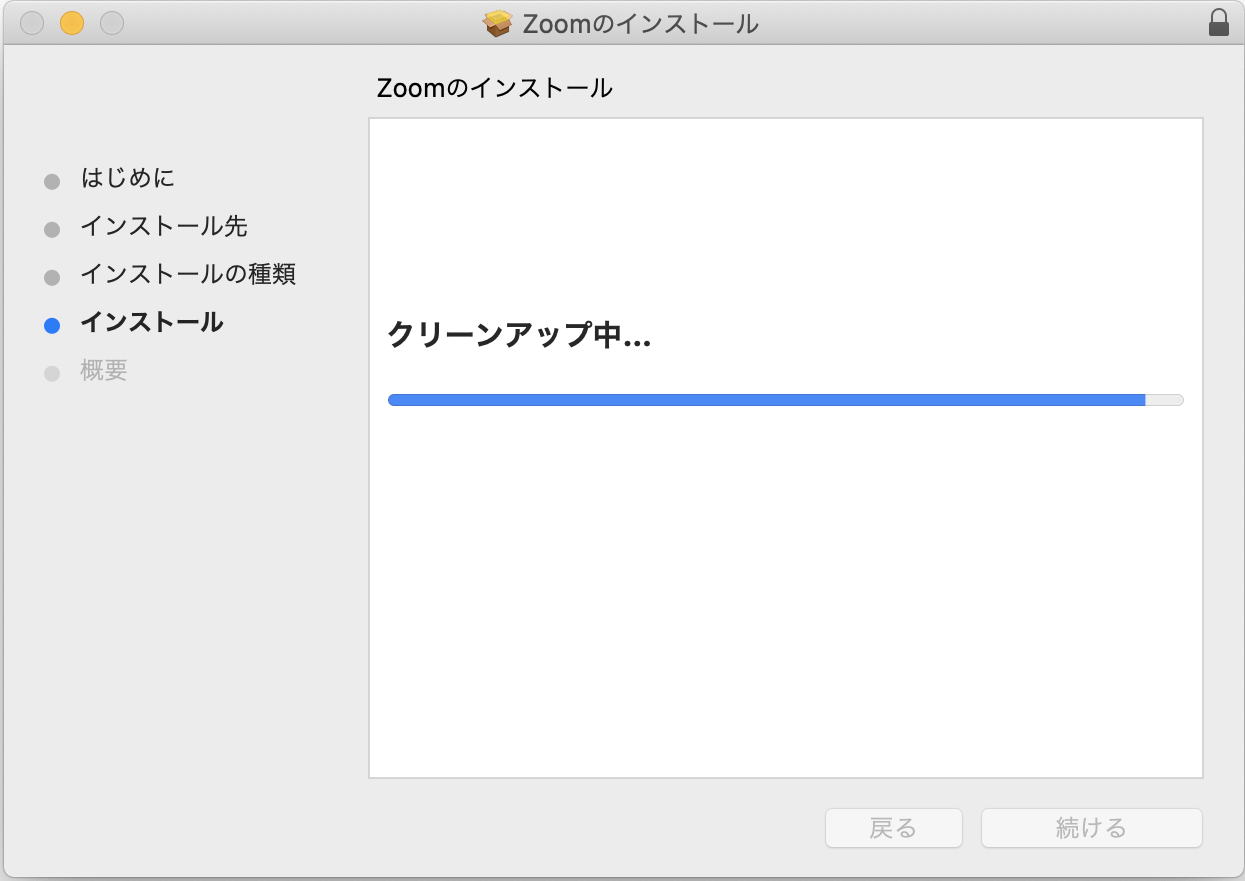 Zoomのインストール
Zoomのインストール
はじめに
インストール先
インストールの種類
インストール
概要
クリーンアップ中...
戻る
続ける